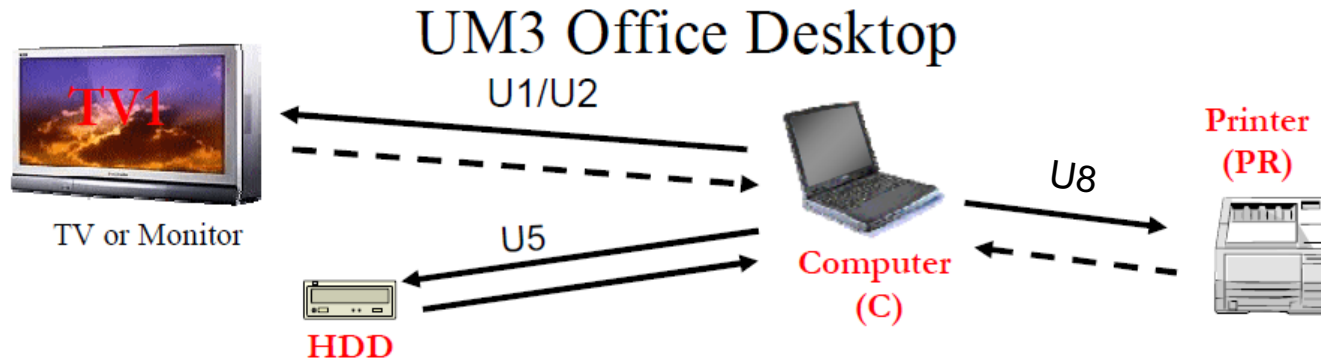 UM3 Office Desktop
TV1
U1/U2
TV or Monitor
U5
HDD
Computer
(C)
U8
Printer
(PR)